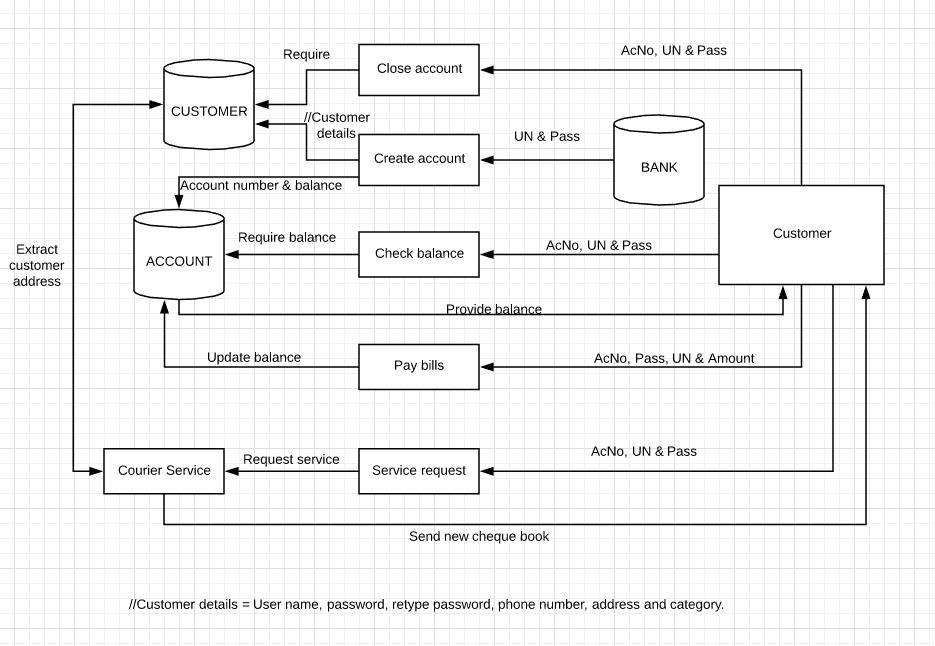 Require
Close account
AcNo, UN & Pass
CUSTOMER
//Customer
details
Create account
UN & Pass
BANK
Account number & balance
Customer
Require balance
Check balance
AcNo, UN & Pass
Extract
customer
address
ACCOUNT
Provide balance
Update balance
Pay bills
AcNo, Pass, UN & Amount
Courier Service
Request service
Service request
AcNo, UN & Pass
Send new cheque book
//Customer details = User name, password, retype password, phone number, address and category.